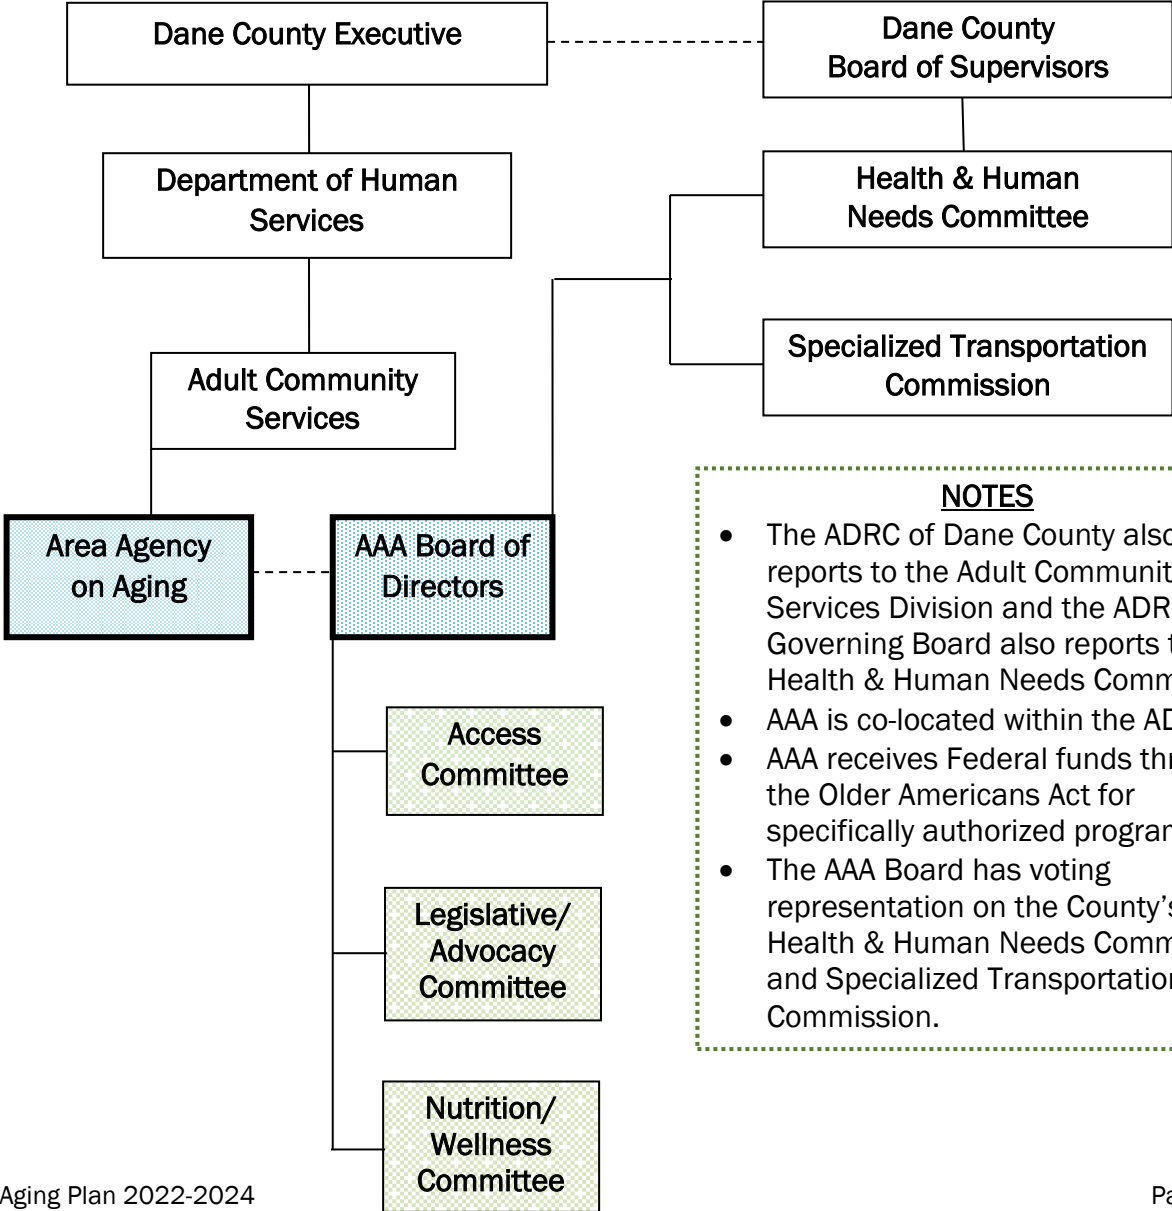 Dane County Executive
Dane County
Board of Supervisors
Department of Human
Services
Health & Human
Needs Committee
Adult Community
Services
Specialized Transportation
Commission
Area Agency
on Aging
AAA Board of
Directors
NOTES
• The ADRC of Dane County also
reports to the Adult Communit
Services Division and the ADR
Governing Board also reports t
Health & Human Needs Comm
• AAA is co-located within the AD
• AAA receives Federal funds thr
the Older Americans Act for
specifically authorized program
• The AAA Board has voting
representation on the County's
Health & Human Needs Comm
and Specialized Transportation
Commission.
Access
Committee
Legislative/
Advocacy
Committee
Nutrition/
Wellness
Committee
Aging Plan 2022-2024
Pa